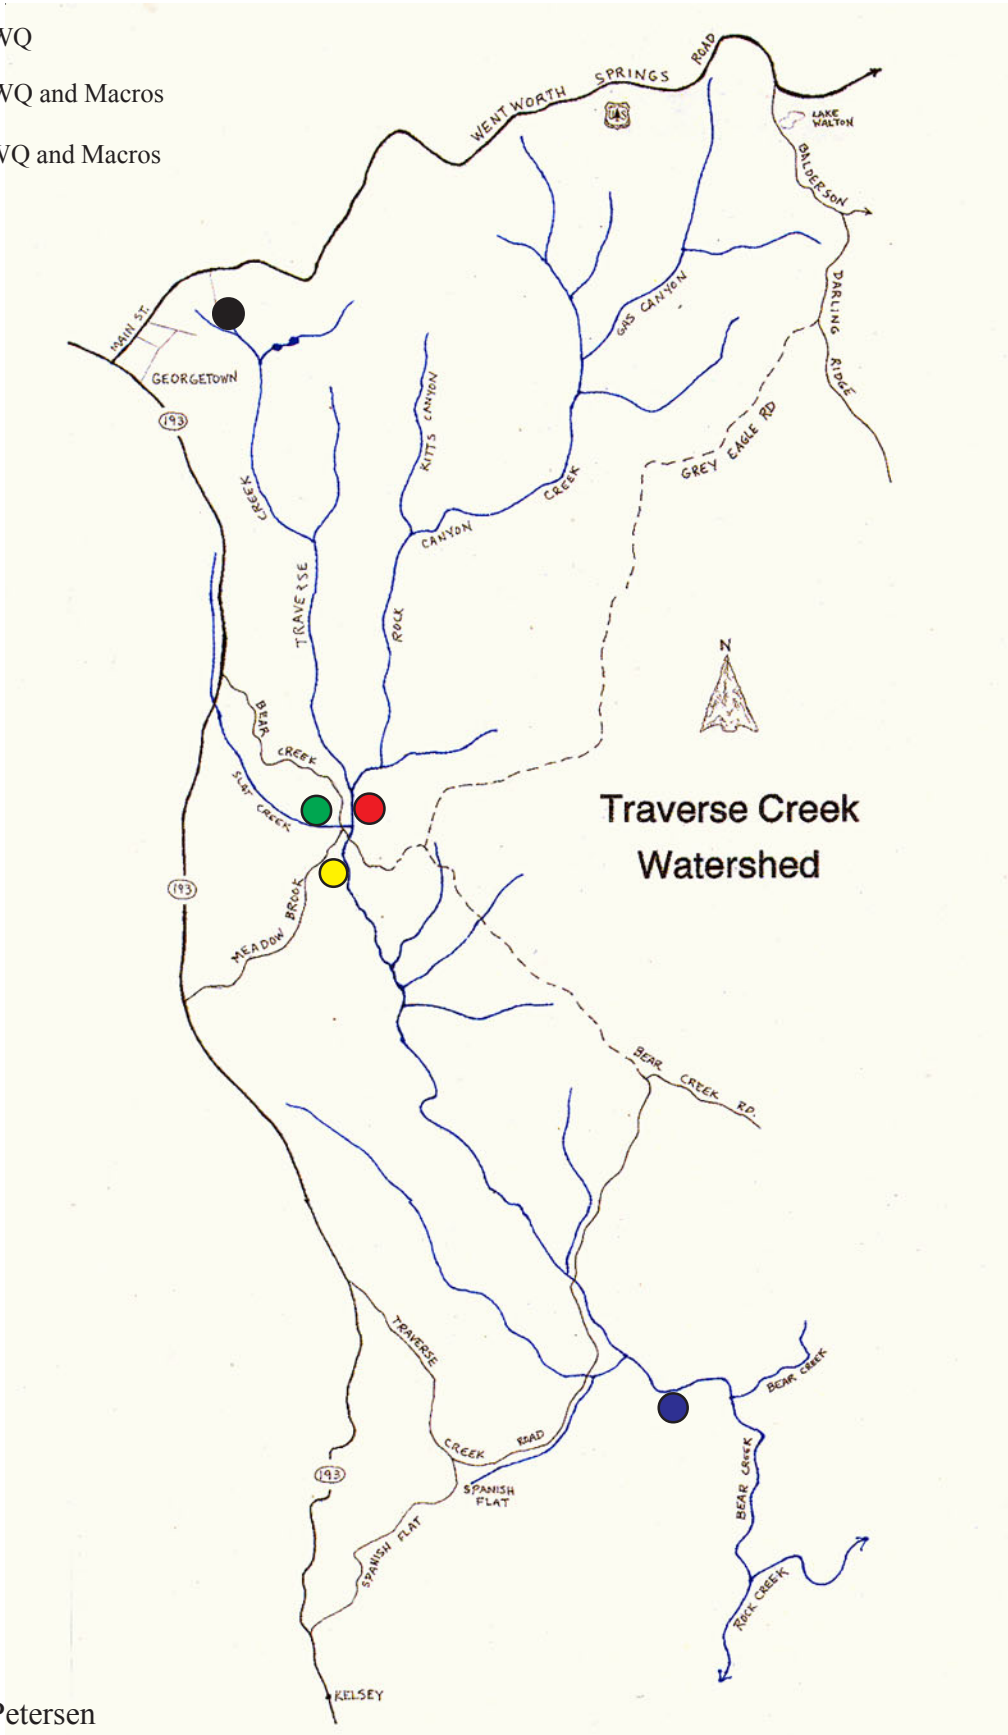 WQ
WQ and Macros
WQ and Macros
WENTWORTH SPRINGS ROAD
US
LAKE
WALTON
BALDERSON
DARLING RIDGE
MAIN ST.
GEORGETOWN
193
GAS CANYON
KITTS CANYON
GREY EAGLE RD
CREEK
TRAVERSE
CANYON
CREEK
ROCK
N
BEAR CREEK
SLAT CREEK
Traverse Creek
Watershed
193
MEADOW BROOK
BEAR CREEK RD.
TRAVERSE
CREEK ROAD
BEAR CREEK
BEAR CREEK
193
SPANISH
FLAT
SPANISH FLAT
ROCK CREEK
KELSEY
Petersen